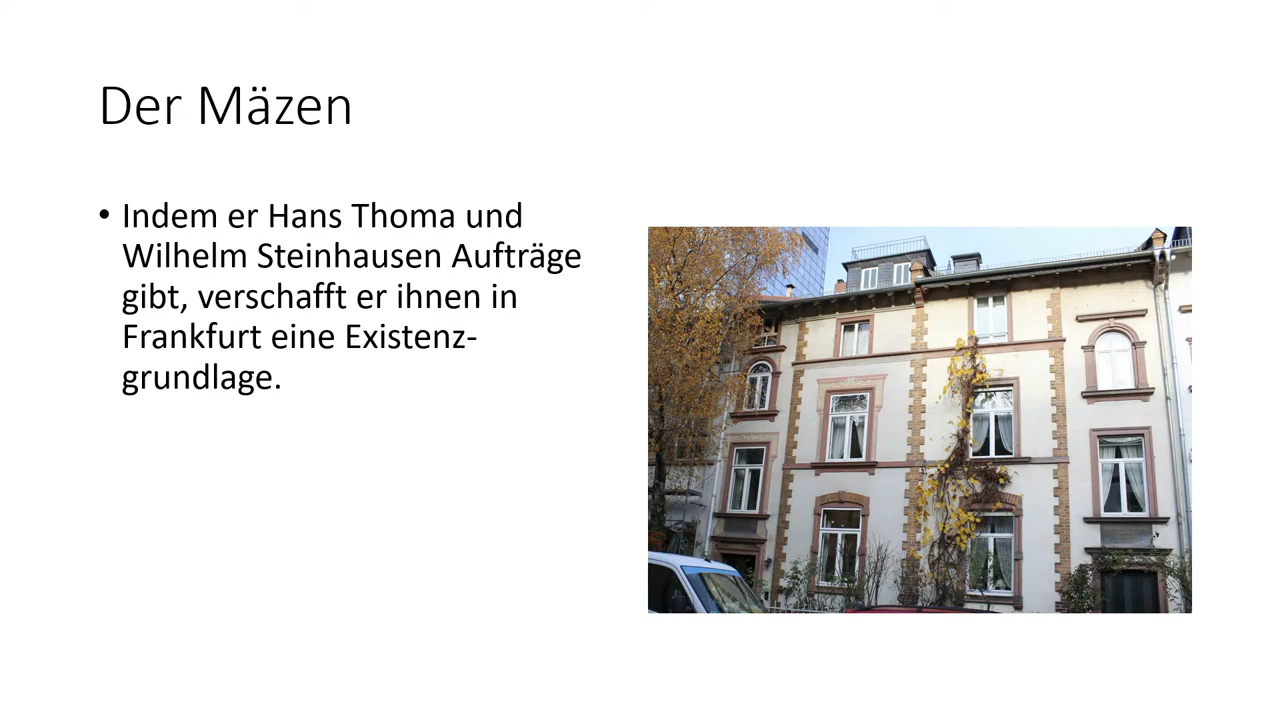 Der Mäzen
• Indem er Hans Thoma und
Wilhelm Steinhausen Aufträge
gibt, verschafft er ihnen in
Frankfurt eine Existenz-
grundlage.